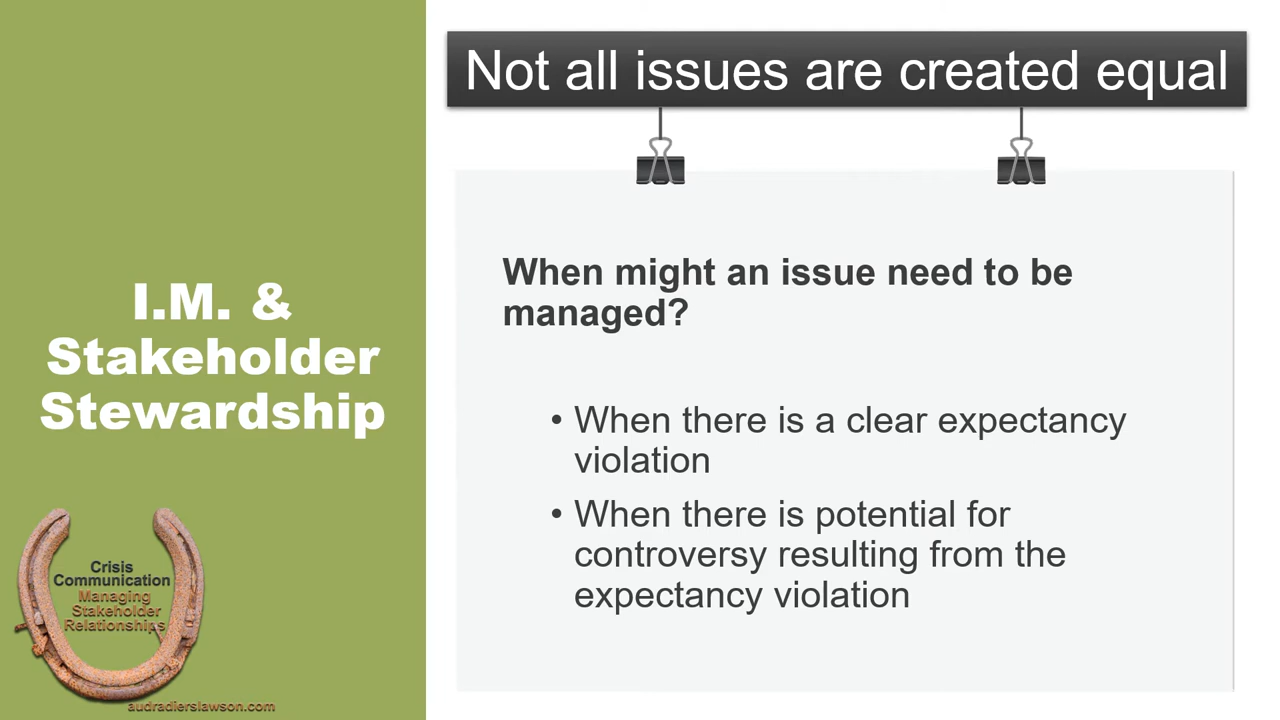 Not all issues are created equal
I.M. &
Stakeholder
Stewardship
When might an issue need to be
managed?
• When there is a clear expectancy
violation
• When there is potential for
controversy resulting from the
expectancy violation
Crisis
Communication
Managing
Stakeholder
Relationships
audradierslawson.com